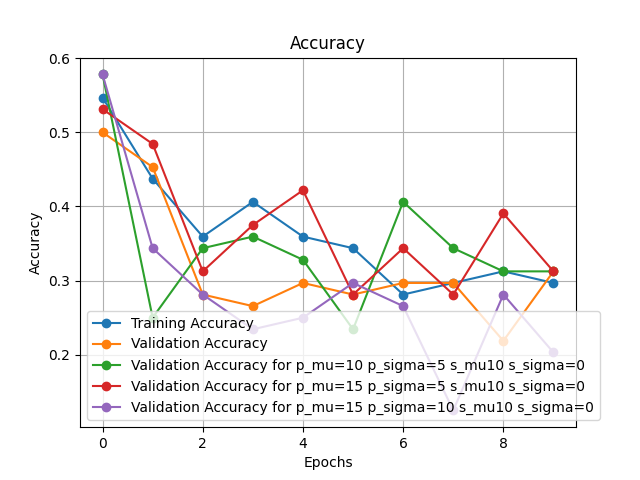 Accuracy
0.6
0.5
0.4
0.3
0.2
Accuracy
Training Accuracy
Validation Accuracy
Validation Accuracy for p_mu=10 p_sigma=5 s_mu10 s_sigma=0
Validation Accuracy for p_mu=15 p_sigma=5 s_mu10 s_sigma=0
Validation Accuracy for p_mu=15 p_sigma=10 s_mu10 s_sigma=0
0 2 4 6 8
Epochs